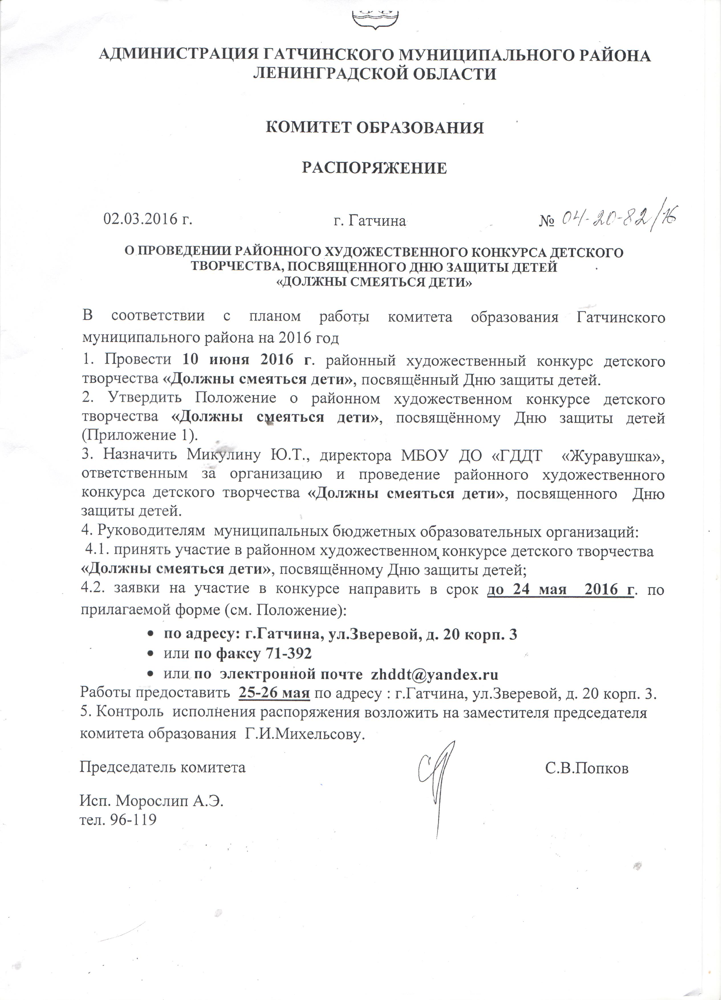 АДМИНИСТРАЦИЯ ГАТЧИНСКОГО МУНИЦИПАЛЬНОГО РАЙОНА
ЛЕНИНГРАДСКОЙ ОБЛАСТИ
КОМИТЕТ ОБРАЗОВАНИЯ
РАСПОРЯЖЕНИЕ
02.03.2016 г. г. Гатчина № 04-20-82/16
О ПРОВЕДЕНИИ РАЙОННОГО ХУДОЖЕСТВЕННОГО КОНКУРСА ДЕТСКОГО
ТВОРЧЕСТВА, ПОСВЯЩЕННОГО ДНЮ ЗАЩИТЫ ДЕТЕЙ
«ДОЛЖНЫ СМЕЯТЬСЯ ДЕТИ»
В соответствии с планом работы комитета образования Гатчинского
муниципального района на 2016 год
1. Провести 10 июня 2016 г. районный художественный конкурс детского
творчества «Должны смеяться дети», посвящённый Дню защиты детей.
2. Утвердить Положение о районном художественном конкурсе детского
творчества «Должны смеяться дети», посвящённому Дню защиты детей
(Приложение 1).
3. Назначить Микулину Ю.Т., директора МБОУ ДО «ГДДТ «Журавушка»,
ответственным за организацию и проведение районного художественного
конкурса детского творчества «Должны смеяться дети», посвященного Дню
защиты детей.
4. Руководителям муниципальных бюджетных образовательных организаций:
4.1. принять участие в районном художественном конкурсе детского творчества
«Должны смеяться дети», посвящённому Дню защиты детей;
4.2. заявки на участие в конкурсе направить в срок до 24 мая 2016 г. по
прилагаемой форме (см. Положение):
• по адресу: г.Гатчина, ул.Зверевой, д. 20 корп. 3
• или по факсу 71-392
• или по электронной почте zhddt@yandex.ru
Работы предоставить 25-26 мая по адресу : г.Гатчина, ул.Зверевой, д. 20 корп. 3.
5. Контроль исполнения распоряжения возложить на заместителя председателя
комитета образования Г.И.Михельсову.
Председатель комитета С.В.Попков
Исп. Морослип А.Э.
тел. 96-119